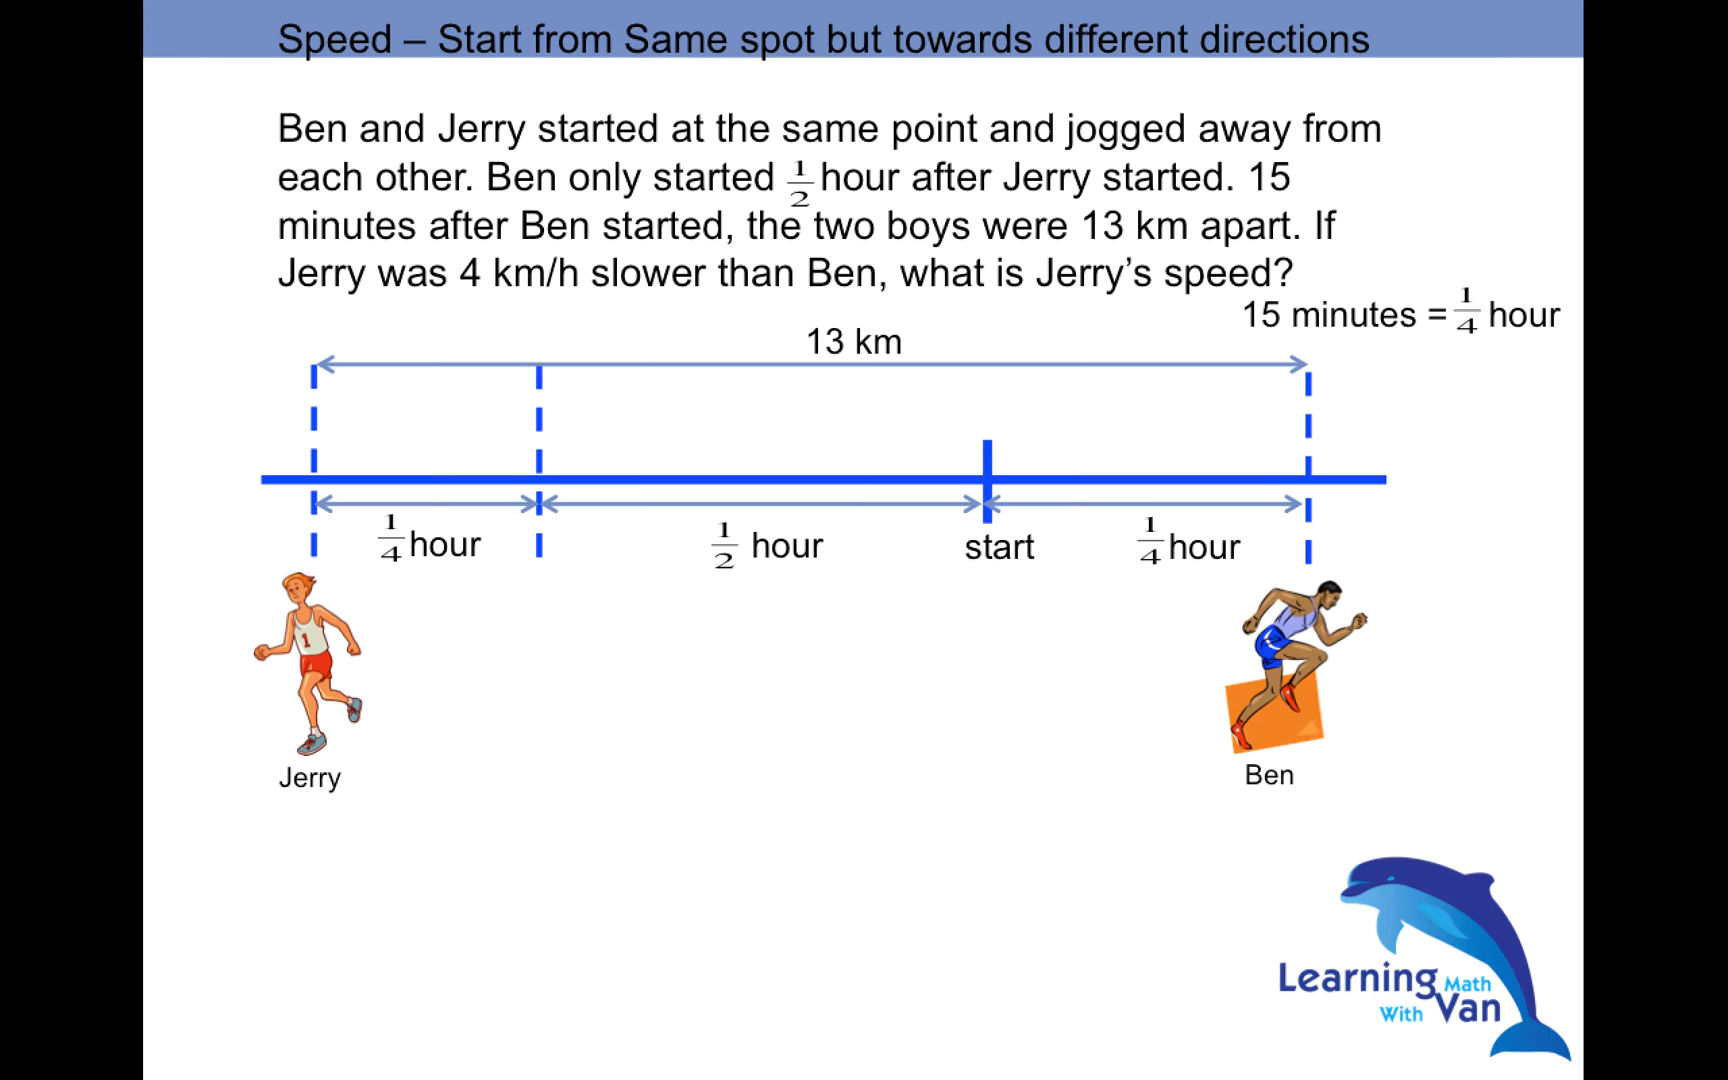 Speed – Start from Same spot but towards different directions
Ben and Jerry started at the same point and jogged away from
each other. Ben only started 1/2 hour after Jerry started. 15
minutes after Ben started, the two boys were 13 km apart. If
Jerry was 4 km/h slower than Ben, what is Jerry’s speed?
15 minutes = 1/4 hour
13 km
1/4 hour
1/2 hour
start
1/4 hour
1
Jerry
Ben
Learning Math
With Van